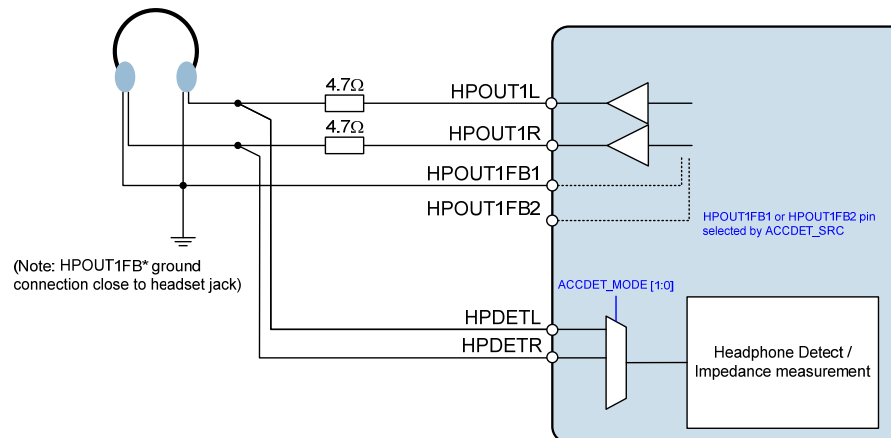 4.7Ω
HPOUT1L
4.7Ω
HPOUT1R
HPOUT1FB1
HPOUT1FB2
HPOUT1FB1 or HPOUT1FB2 pin
selected by ACCDET_SRC
(Note: HPOUT1FB* ground
connection close to headset jack)
ACCDET_MODE [1:0]
HPDETL
HPDETR
Headphone Detect /
Impedance measurement